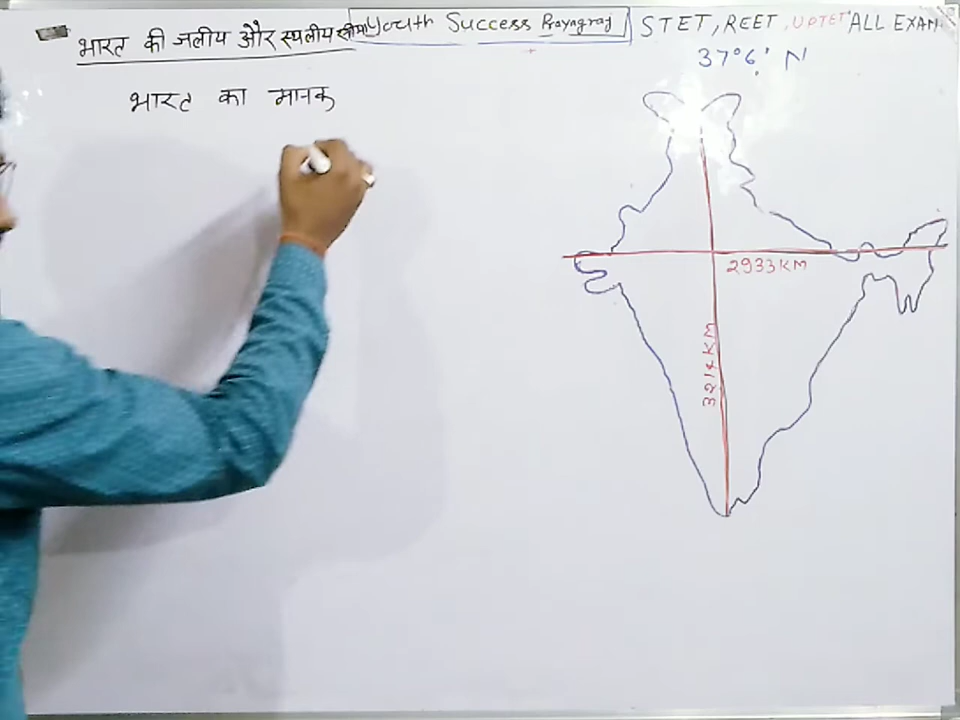 भारत की जलीय और स्थलीय सीमा
Youth Success Prayagraj
STET, REET, UPTET ALL EXAM
37°6' N
भारत का मानक
2933 KM
3214 KM